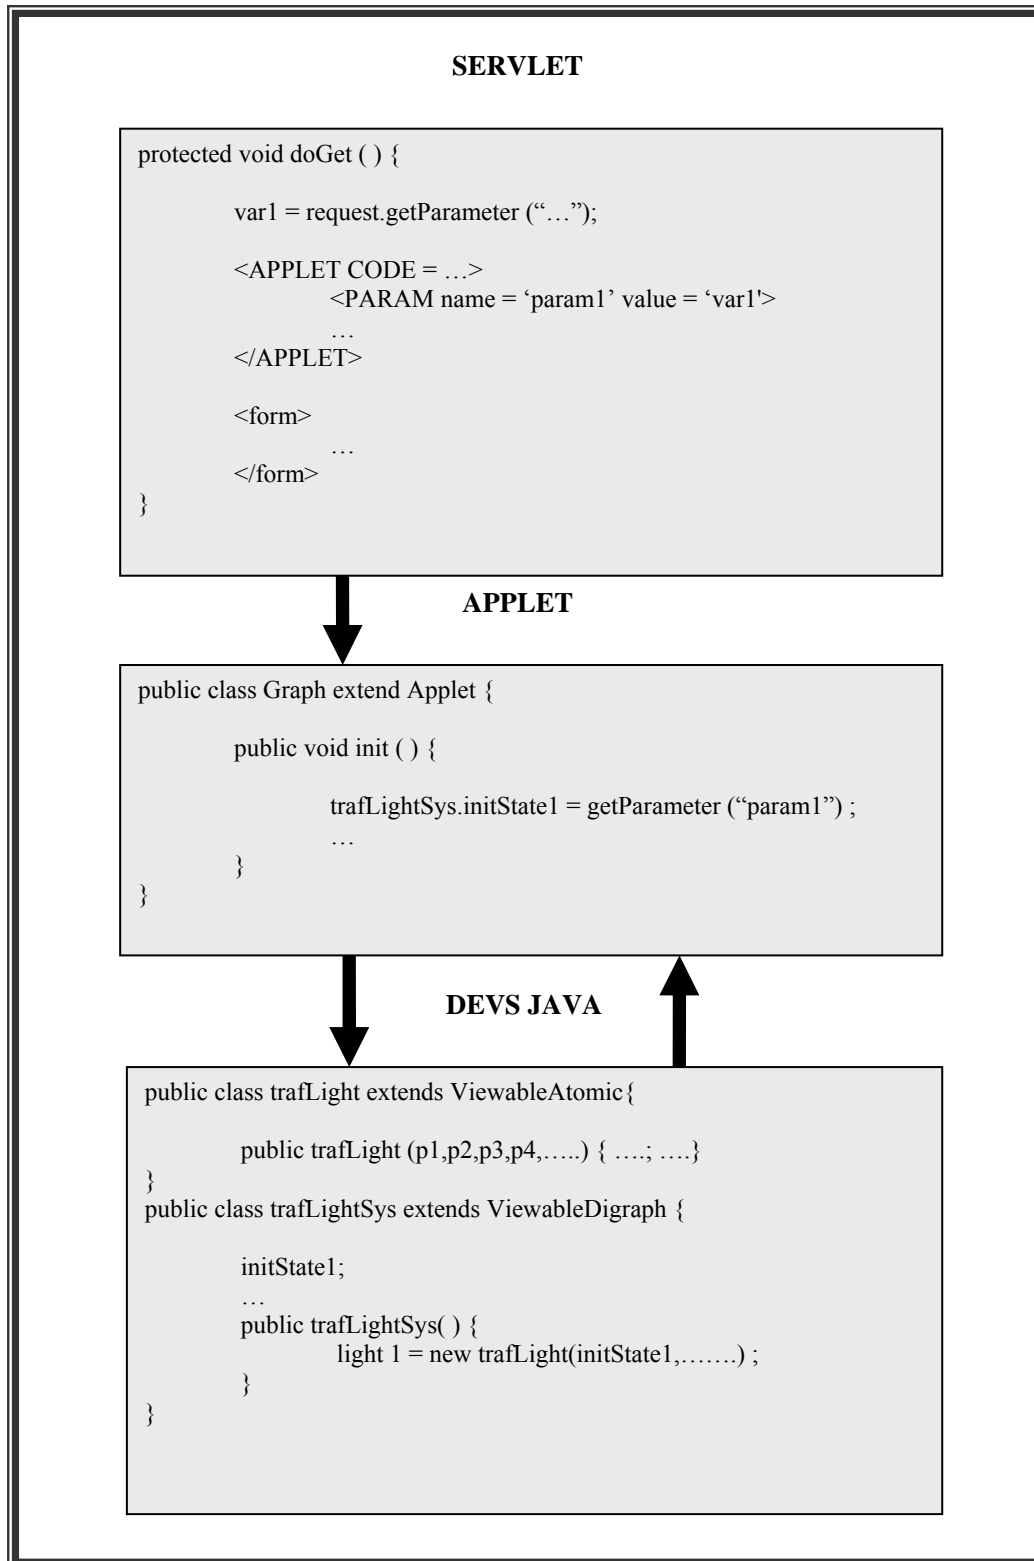 SERVLET
protected void doGet ( ) {
var1 = request.getParameter (“…”);
<APPLET CODE = …>
<PARAM name = ‘param1’ value = ‘var1'>
…
</APPLET>
<form>
…
</form>
}
APPLET
public class Graph extend Applet {
public void init ( ) {
trafLightSys.initState1 = getParameter (“param1”) ;
…
}
}
DEVS JAVA
public class trafLight extends ViewableAtomic{
public trafLight (p1,p2,p3,p4,…..) { ….; ….}
}
public class trafLightSys extends ViewableDigraph {
initState1;
…
public trafLightSys( ) {
light 1 = new trafLight(initState1,…….) ;
}
}